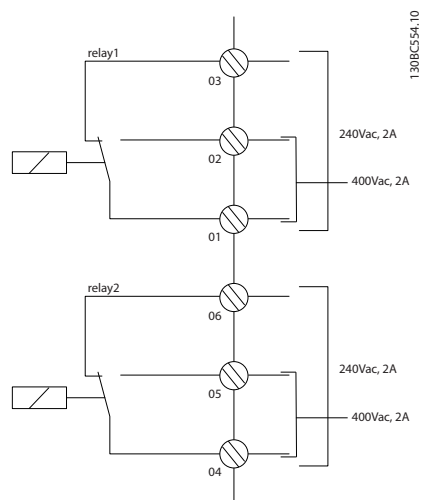 130BC554.10
relay1
03
240Vac, 2A
02
400Vac, 2A
01
relay2
06
240Vac, 2A
05
400Vac, 2A
04